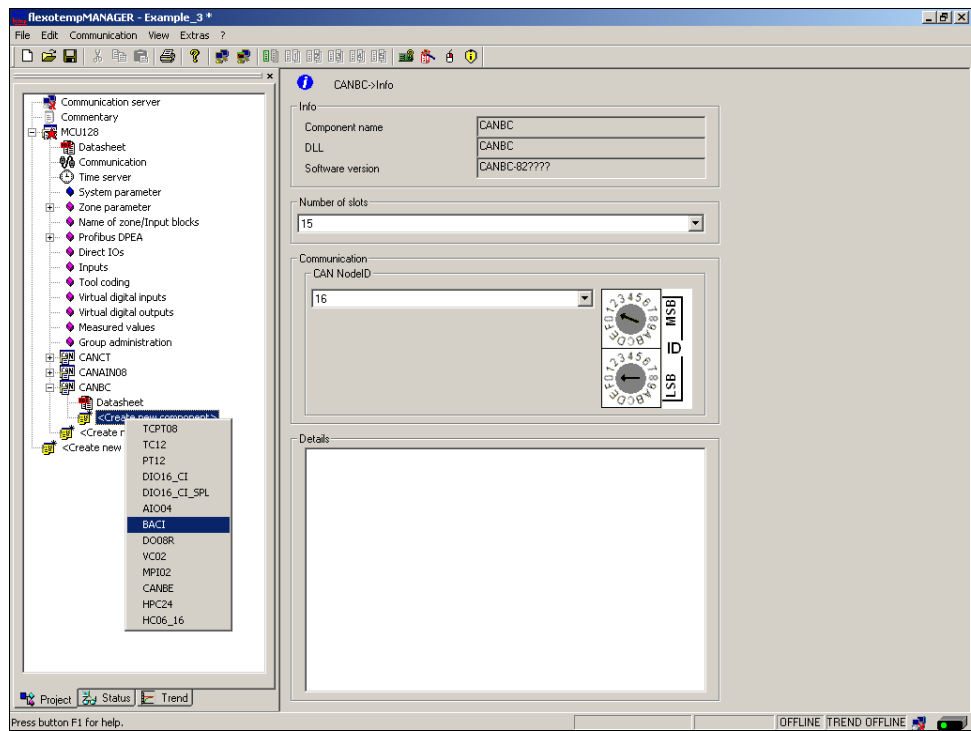 flexotempMANAGER - Example_3 *
File Edit Communication View Extras ?
Communication server
Commentary
MCU128
Datasheet
Communication
Time server
System parameter
Zone parameter
Name of zone/Input blocks
Profibus DPEA
Direct IOs
Inputs
Tool coding
Virtual digital inputs
Virtual digital outputs
Measured values
Group administration
CANCT
CANAIN08
CANBC
Datasheet
<Create new component>
<Create n
<Create new
TCPT08
TC12
PT12
DIO16_CI
DIO16_CI_SPL
AIO04
BACI
DO08R
VC02
MPI02
CANBE
HPC24
HC06_16
Project Status Trend
CANBC->Info
Info
Component name CANBC
DLL CANBC
Software version CANBC-82????
Number of slots
15
Communication
CAN NodeID
16
MSB
ID
LSB
Details
Press button F1 for help.
OFFLINE TREND OFFLINE